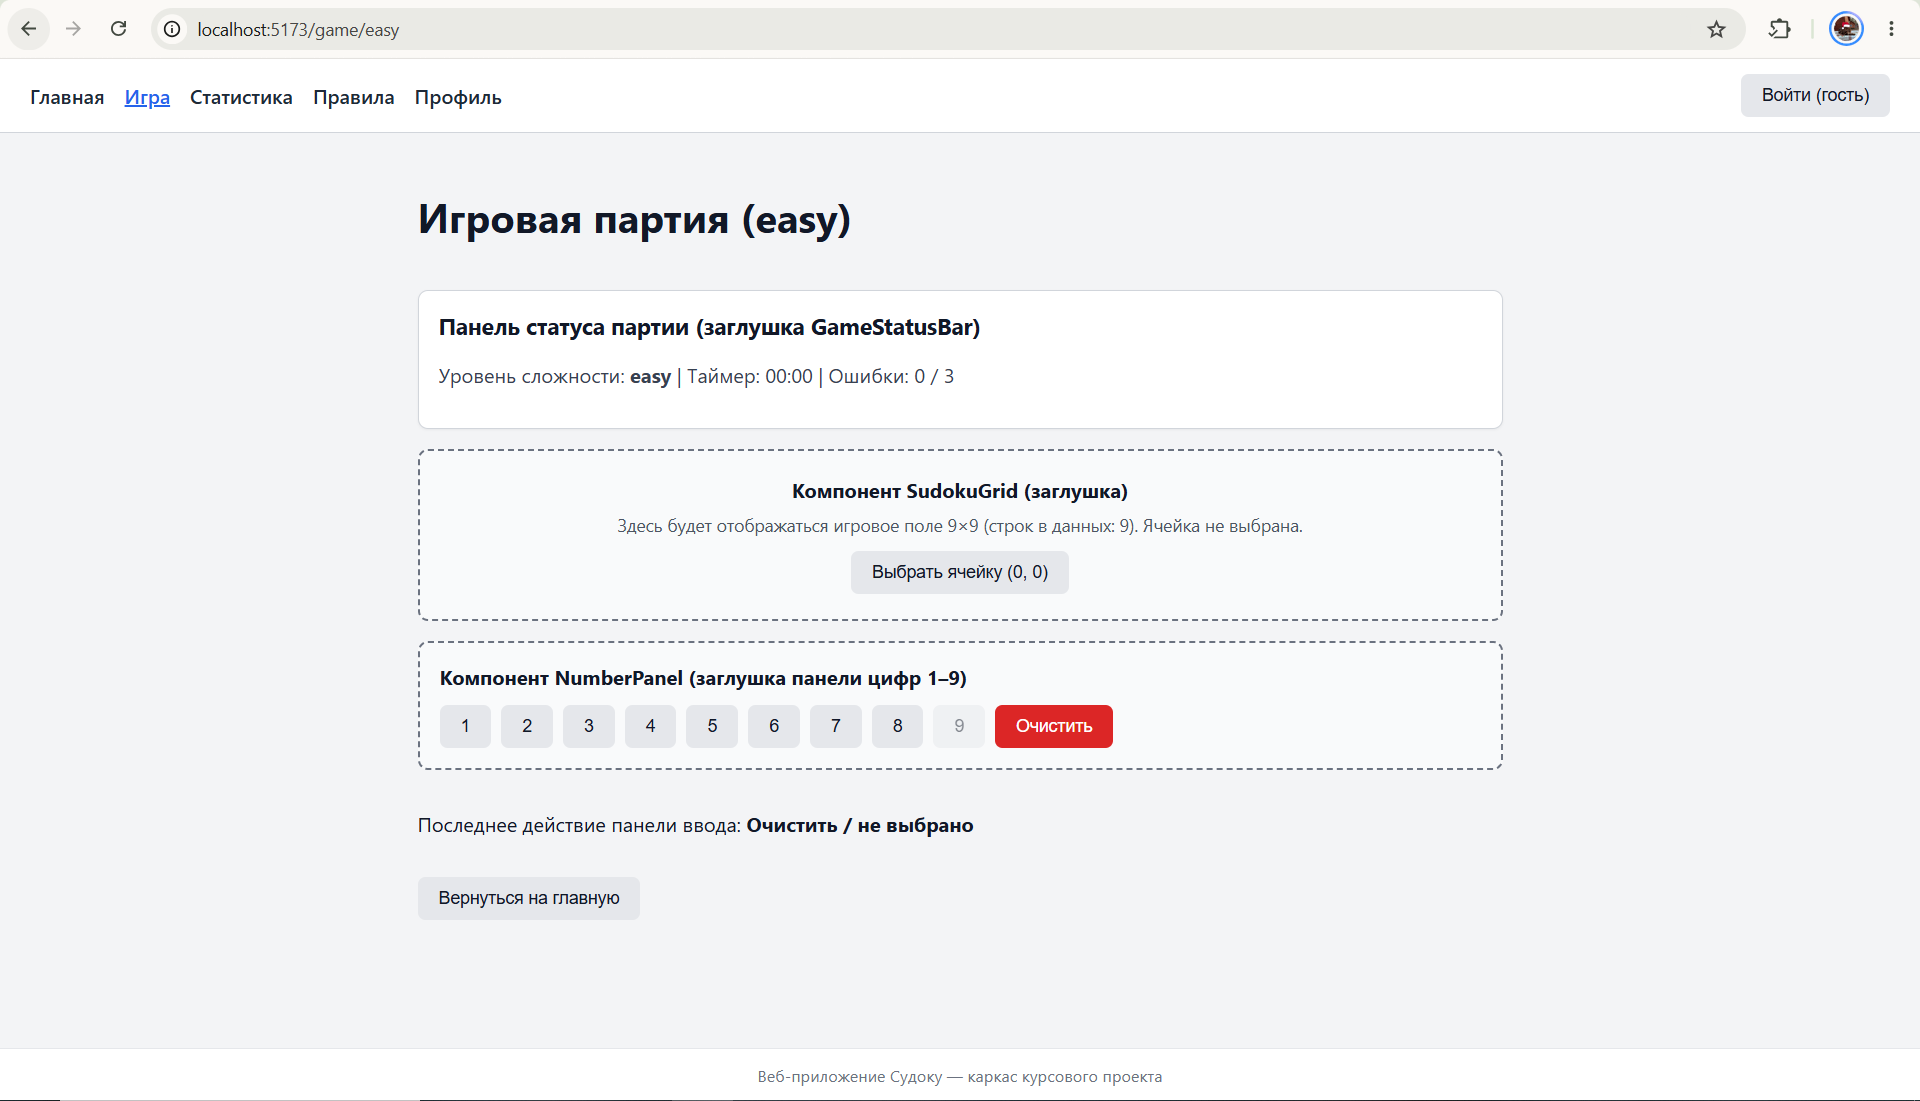 localhost:5173/game/easy
Главная Игра Статистика Правила Профиль Войти (гость)
Игровая партия (easy)
Панель статуса партии (заглушка GameStatusBar)
Уровень сложности: easy | Таймер: 00:00 | Ошибки: 0 / 3
Компонент SudokuGrid (заглушка)
Здесь будет отображаться игровое поле 9×9 (строк в данных: 9). Ячейка не выбрана.
Выбрать ячейку (0, 0)
Компонент NumberPanel (заглушка панели цифр 1–9)
1 2 3 4 5 6 7 8 9 Очистить
Последнее действие панели ввода: Очистить / не выбрано
Вернуться на главную
Веб-приложение Судоку — каркас курсового проекта